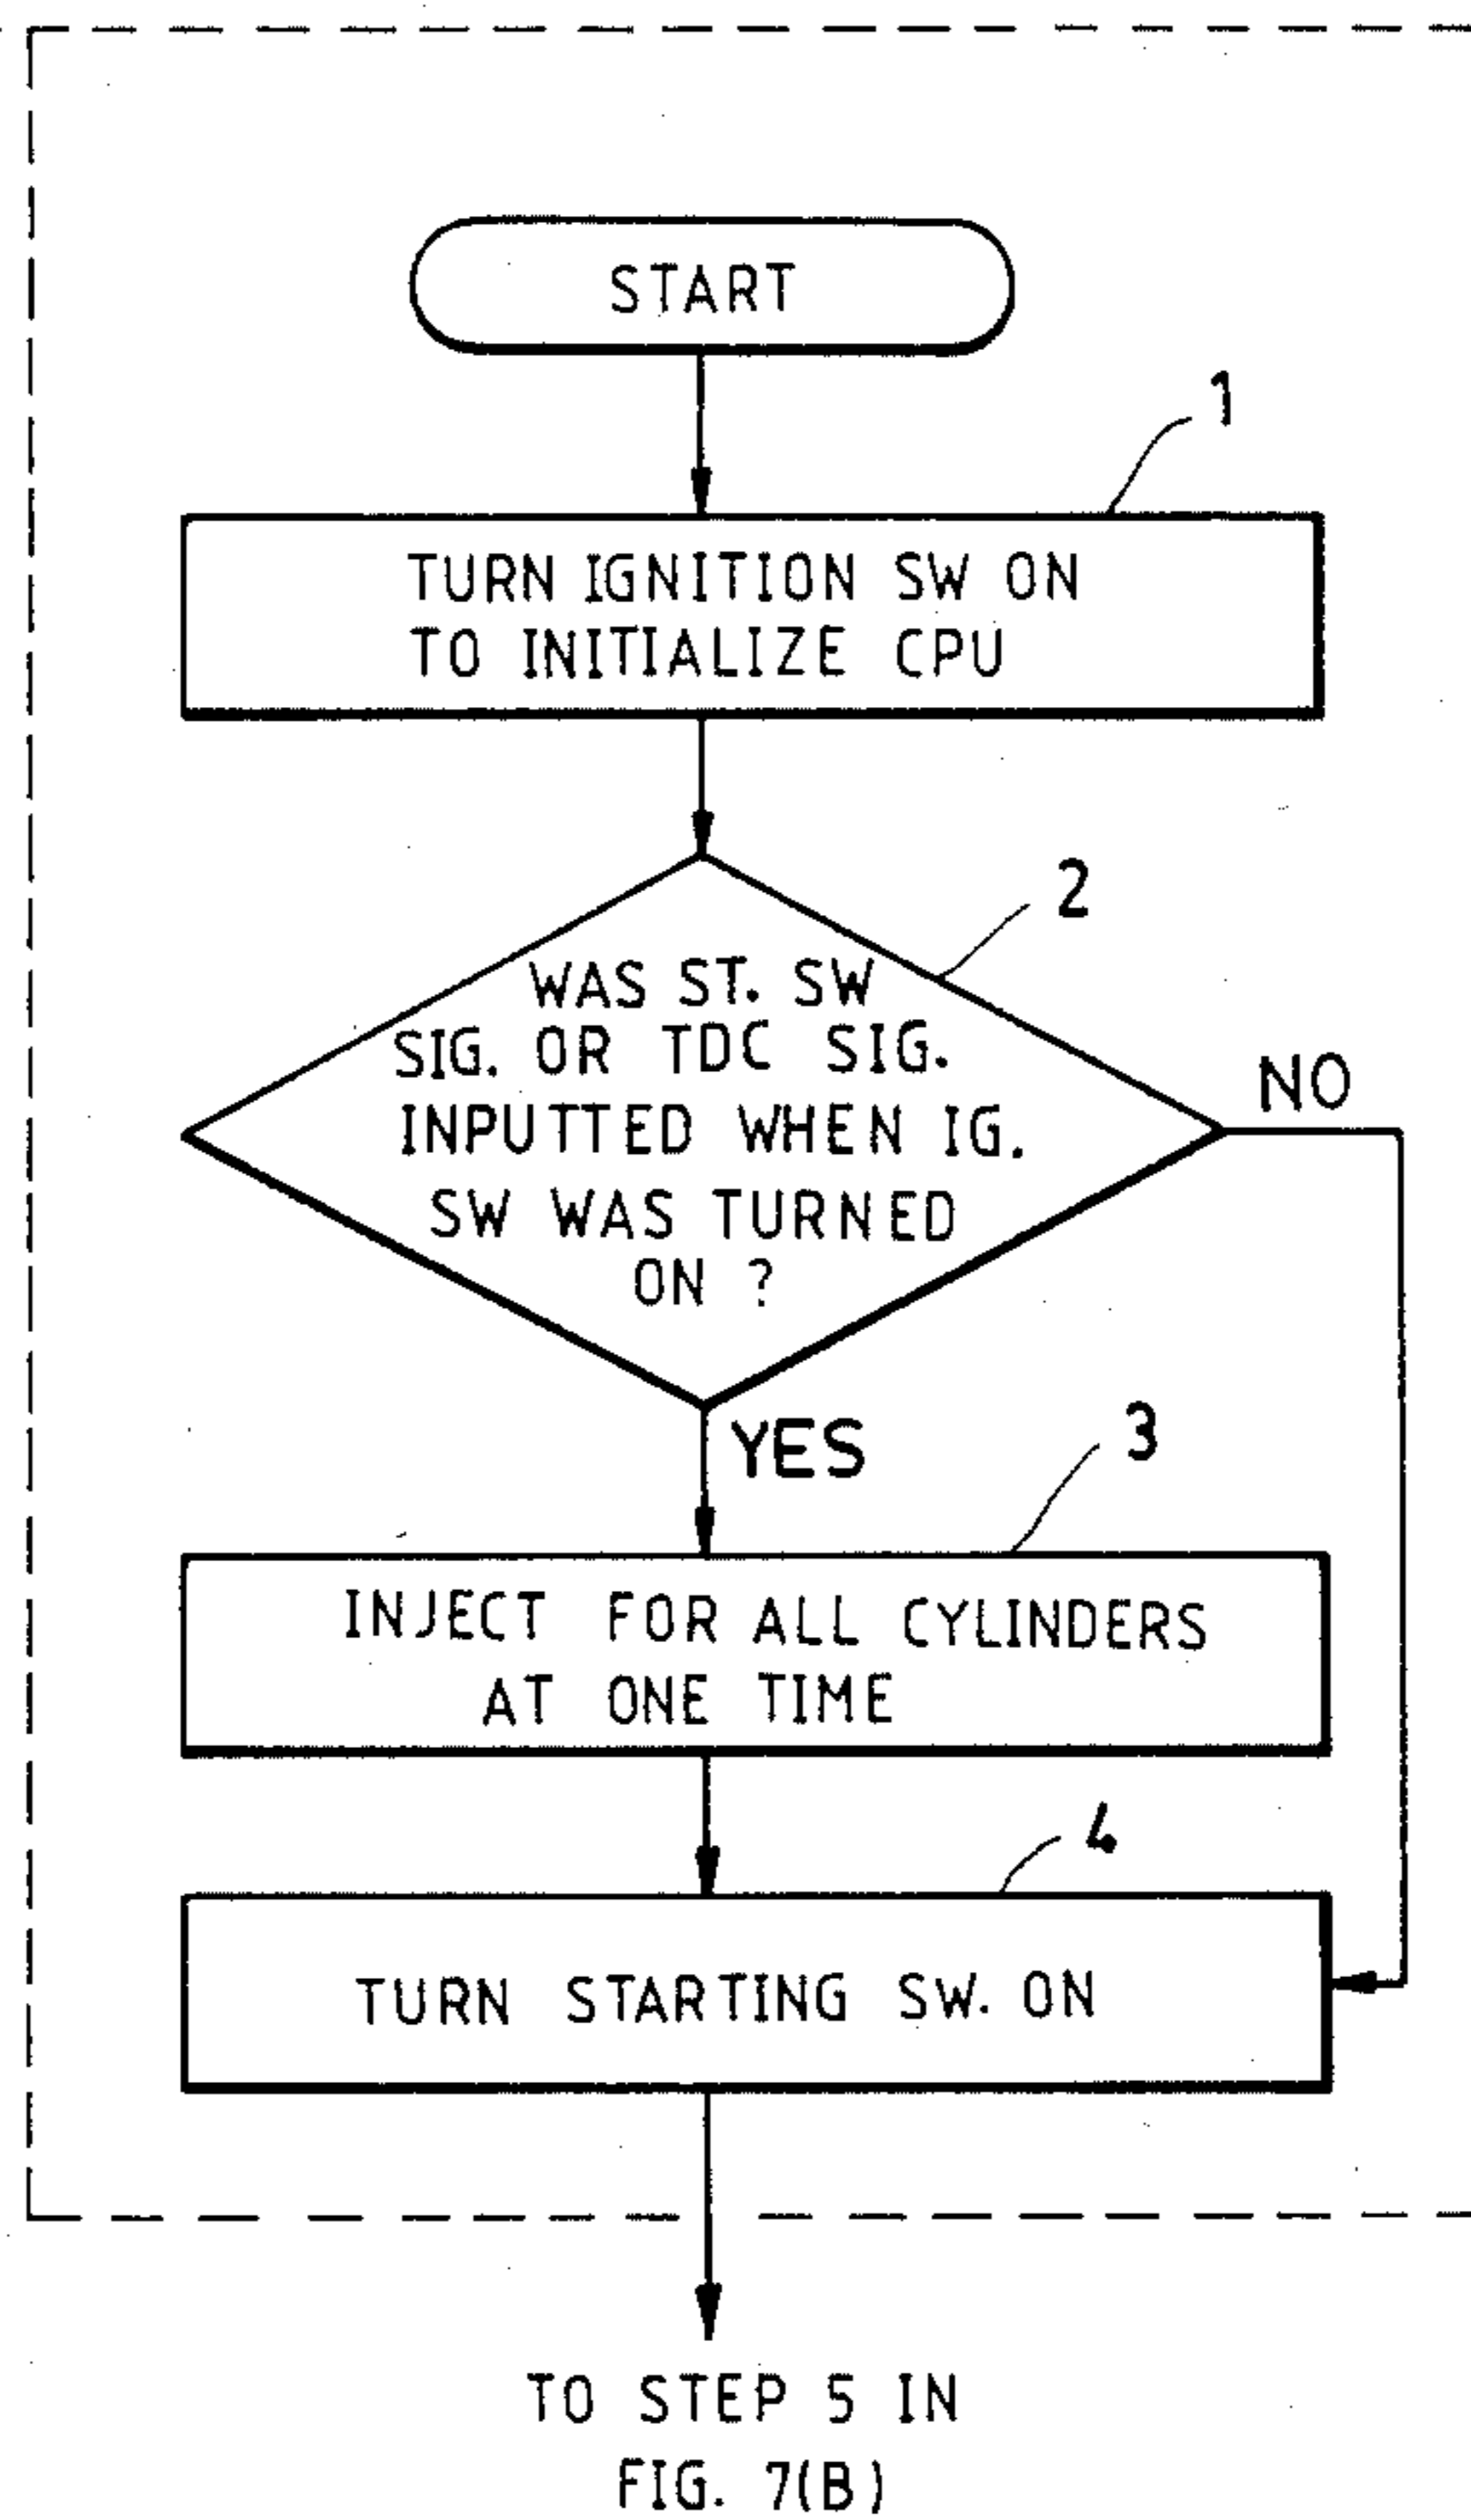 START
1
TURN IGNITION SW ON
TO INITIALIZE CPU
2
WAS ST. SW
SIG. OR TDC SIG.
INPUTTED WHEN IG.
SW WAS TURNED
ON ?
NO
YES
3
INJECT FOR ALL CYLINDERS
AT ONE TIME
4
TURN STARTING SW. ON
TO STEP 5 IN
FIG. 7(B)